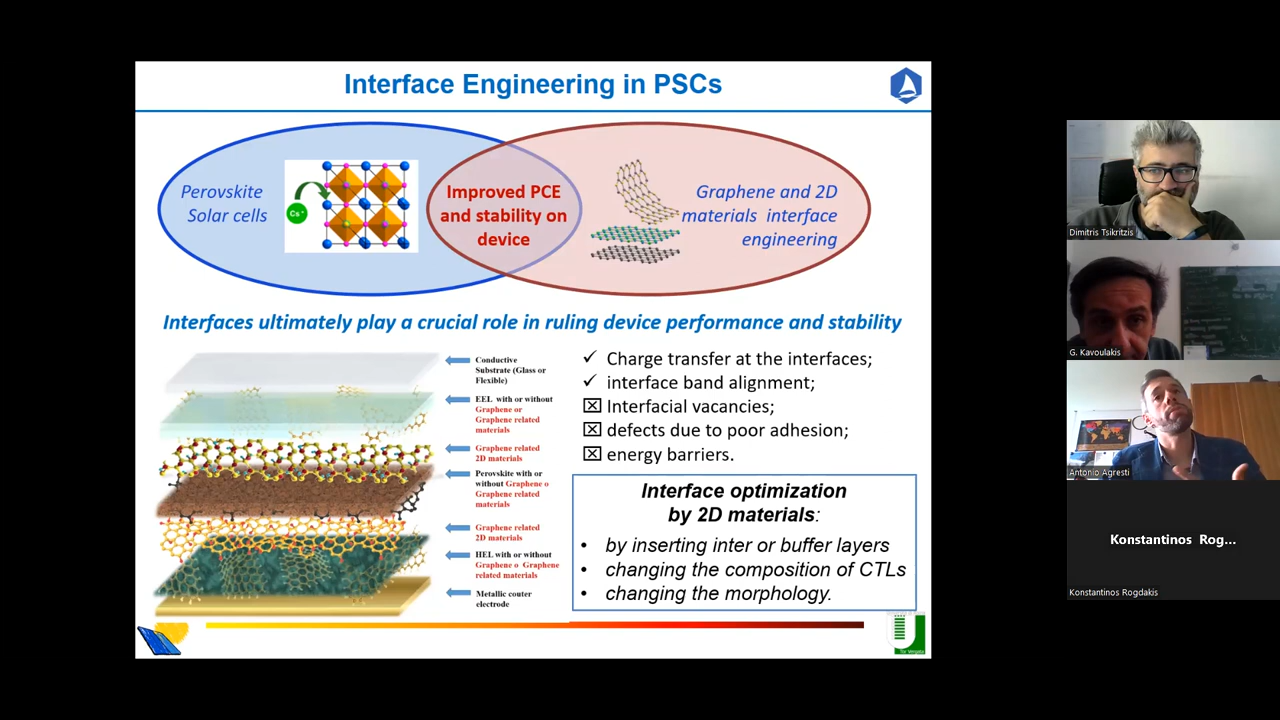 Interface Engineering in PSCs
Perovskite
Solar cells
Cs⁺
Improved PCE
and stability on
device
Graphene and 2D
materials interface
engineering
Interfaces ultimately play a crucial role in ruling device performance and stability
Conductive
Substrate (Glass or
Flexible)
EEL with or without
Graphene or
Graphene related
materials
Graphene related
2D materials
Perovskite with or
without Graphene o
Graphene related
materials
Graphene related
2D materials
HEL with or without
Graphene o Graphene
related materials
Metallic couter
electrode
✓ Charge transfer at the interfaces;
✓ interface band alignment;
☒ Interfacial vacancies;
☒ defects due to poor adhesion;
☒ energy barriers.
Interface optimization
by 2D materials:
• by inserting inter or buffer layers
• changing the composition of CTLs
• changing the morphology.
Tor Vergata
Dimitris Tsikritzis
G. Kavoulakis
Antonio Agresti
Konstantinos Rog...
Konstantinos Rogdakis